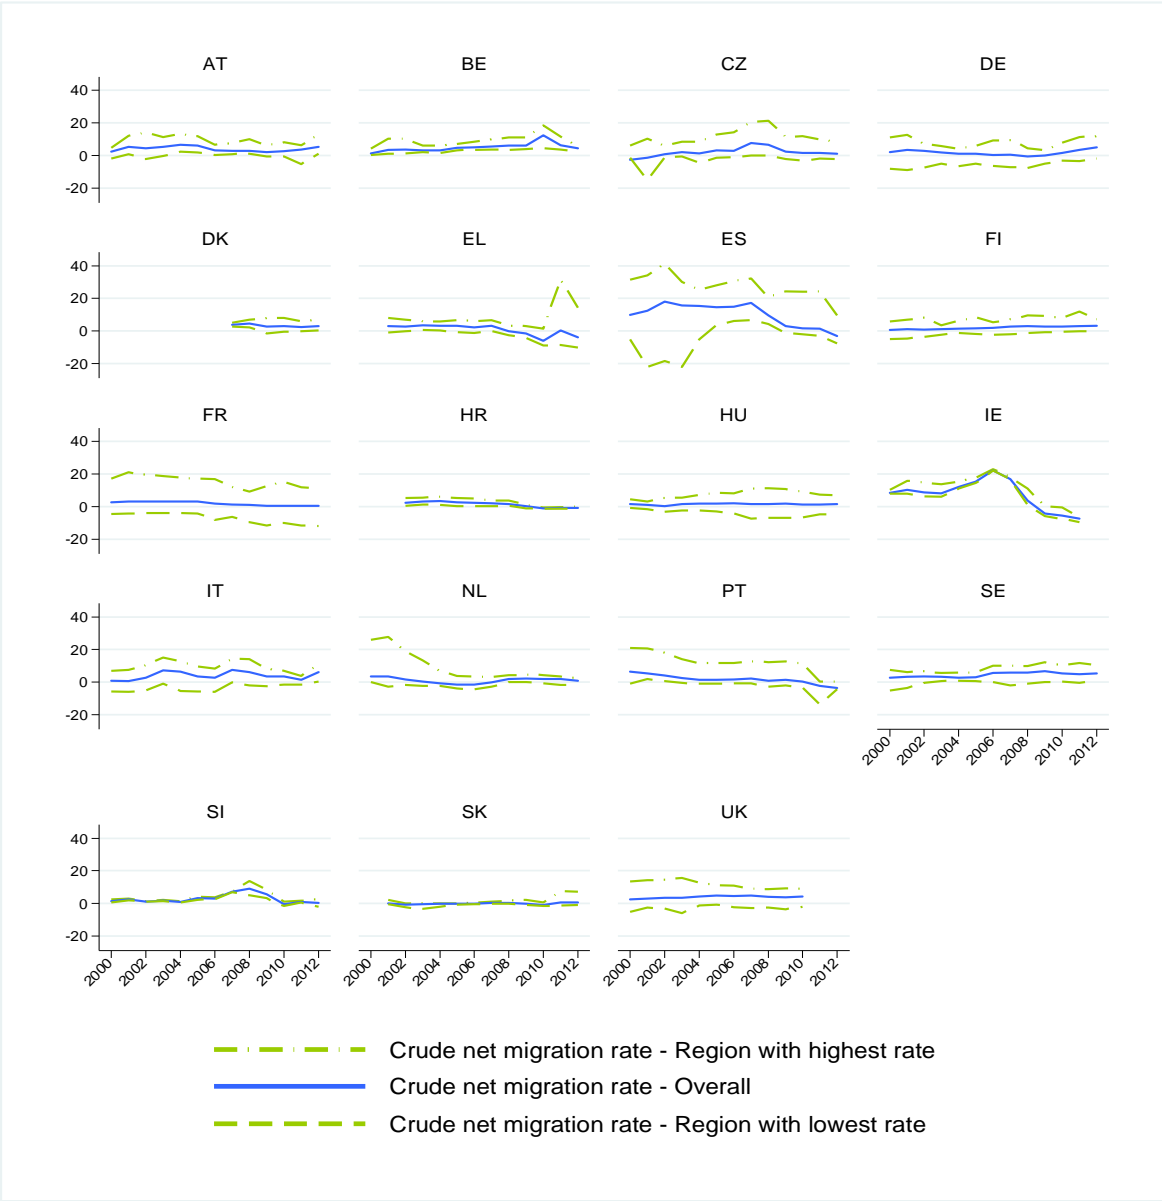 AT BE CZ DE
40
20
0
-20
DK EL ES FI
40
20
0
-20
FR HR HU IE
40
20
0
-20
IT NL PT SE
40
20
0
-20
2000 2002 2004 2006 2008 2010 2012
SI SK UK
40
20
0
-20
2000 2002 2004 2006 2008 2010 2012 2000 2002 2004 2006 2008 2010 2012 2000 2002 2004 2006 2008 2010 2012
Crude net migration rate - Region with highest rate
Crude net migration rate - Overall
Crude net migration rate - Region with lowest rate